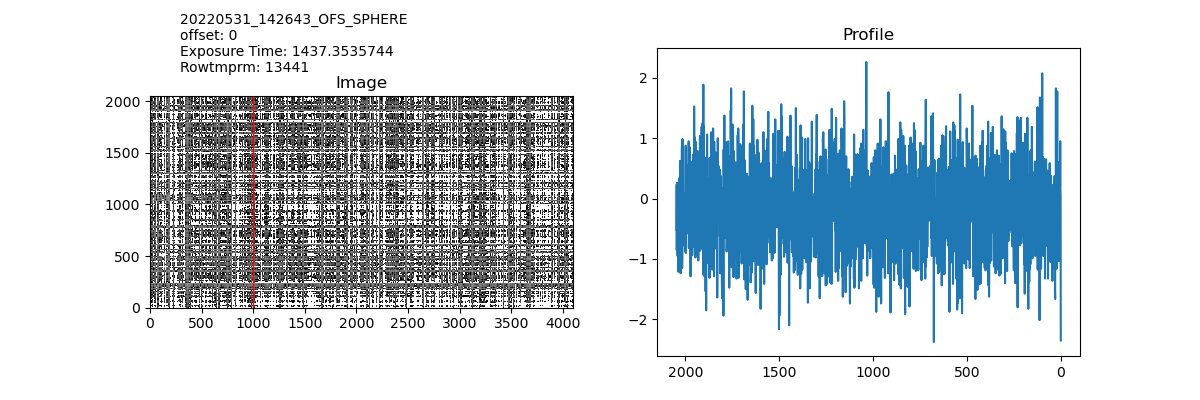 20220531_142643_OFS_SPHERE
offset: 0
Exposure Time: 1437.3535744
Rowtmprm: 13441
Image
2000
1500
1000
500
0
0 500 1000 1500 2000 2500 3000 3500 4000
Profile
2
1
0
−1
−2
2000 1500 1000 500 0